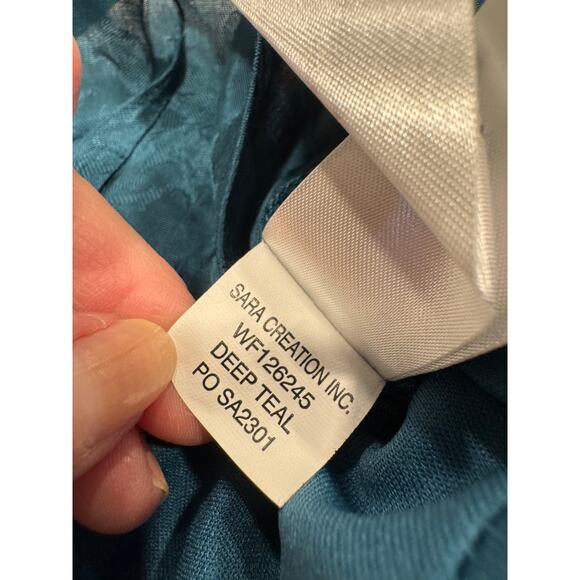 SARA CREATION INC.
WF126245
DEEP TEAL
PO SA2301